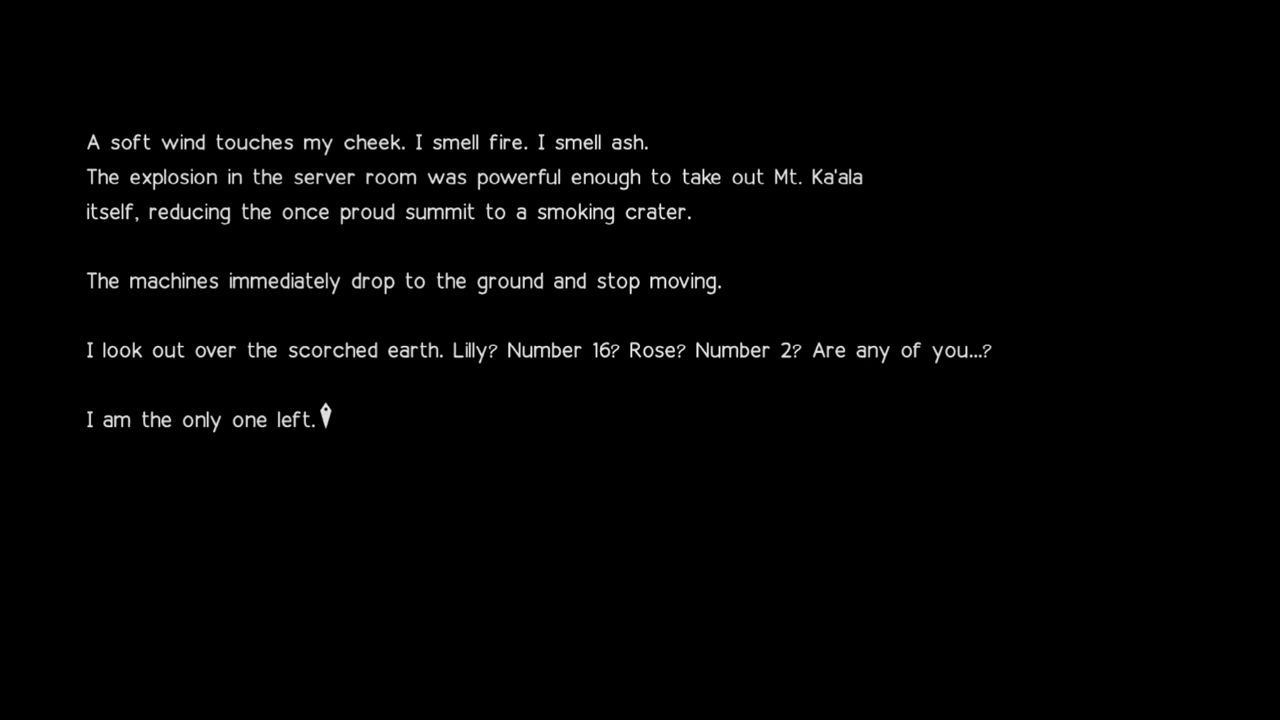 A soft wind touches my cheek. I smell fire. I smell ash.
The explosion in the server room was powerful enough to take out Mt. Ka'ala
itself, reducing the once proud summit to a smoking crater.
The machines immediately drop to the ground and stop moving.
I look out over the scorched earth. Lilly? Number 16? Rose? Number 2? Are any of you...?
I am the only one left.